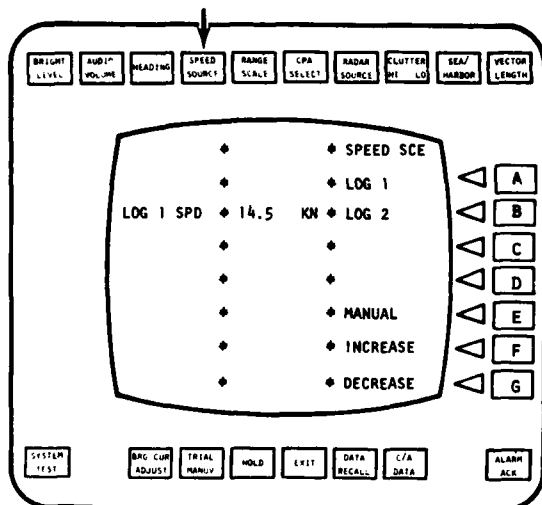 BRIGHT LEVEL
AUDIO VOLUME
HEADING
SPEED SOURCE
RANGE SCALE
CPA SELECT
RADAR SOURCE
CLUTTER HI LO
SEA/ HARBOR
VECTOR LENGTH
SPEED SCE
LOG 1
A
LOG 1 SPD 14.5 KN LOG 2
B
C
D
MANUAL
E
INCREASE
F
DECREASE
G
SYSTEM TEST
BRG CUR ADJUST
TRIAL MANUV
HOLD
EXIT
DATA RECALL
C/A DATA
ALARM ACK